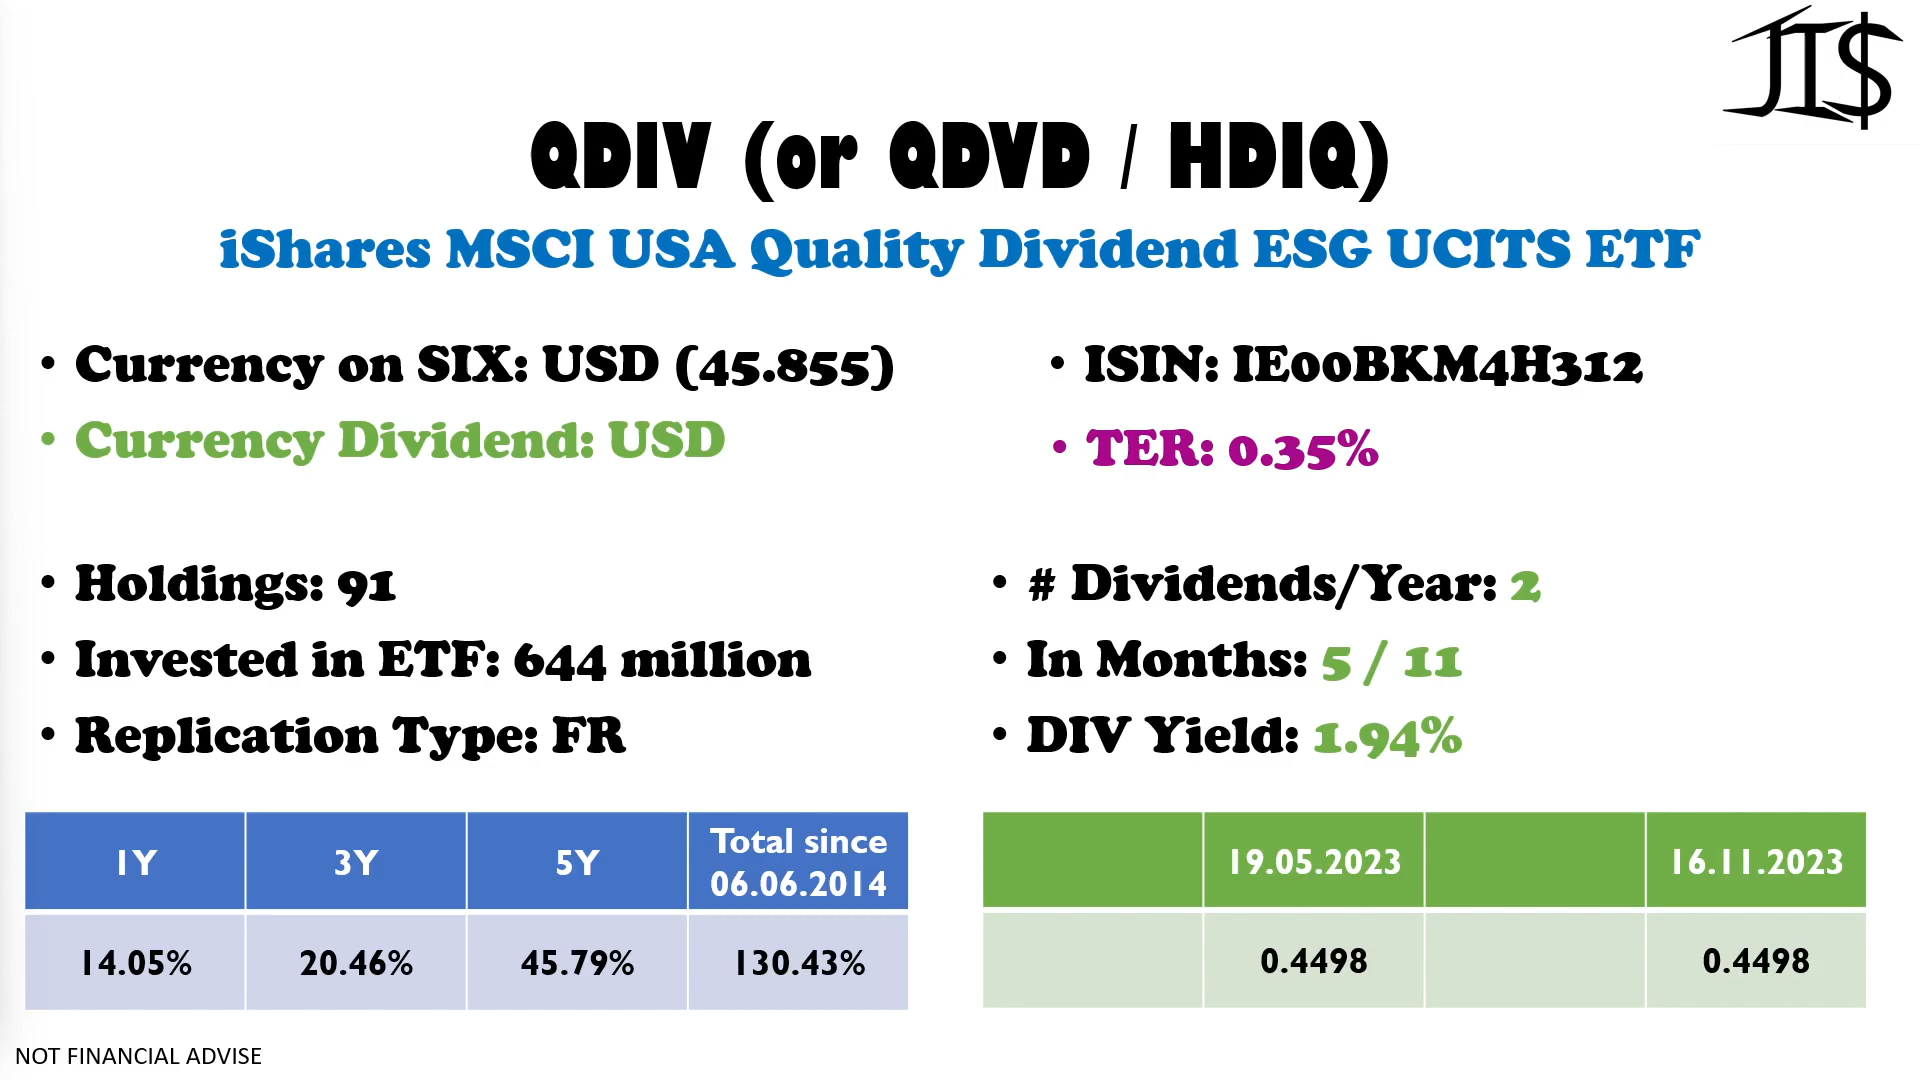 JI$
QDIV (or QDVD / HDIQ)
iShares MSCI USA Quality Dividend ESG UCITS ETF
• Currency on SIX: USD (45.855)
• Currency Dividend: USD
• ISIN: IE00BKM4H312
• TER: 0.35%
• Holdings: 91
• Invested in ETF: 644 million
• Replication Type: FR
• # Dividends/Year: 2
• In Months: 5 / 11
• DIV Yield: 1.94%
1Y 3Y 5Y Total since
06.06.2014
14.05% 20.46% 45.79% 130.43%
19.05.2023 16.11.2023
0.4498 0.4498
NOT FINANCIAL ADVISE